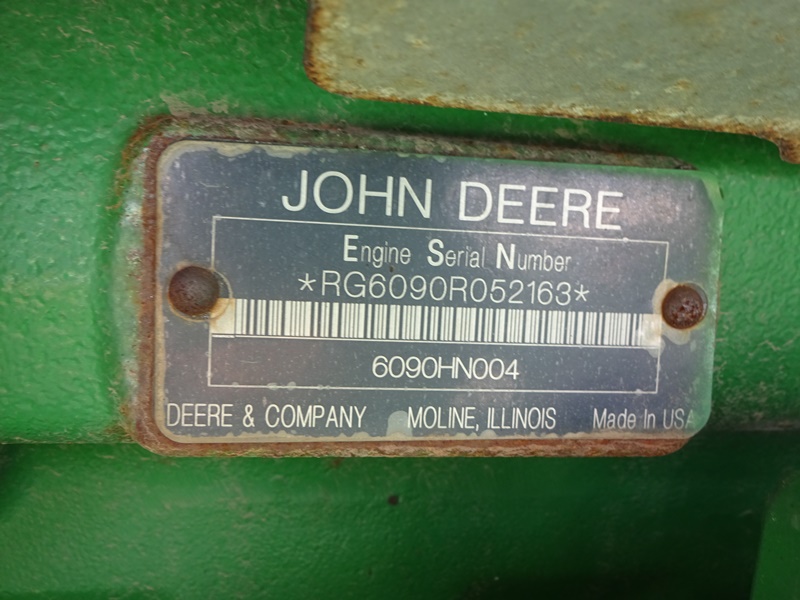 JOHN DEERE
Engine Serial Number
*RG6090R052163*
6090HN004
DEERE & COMPANY MOLINE, ILLINOIS Made In USA